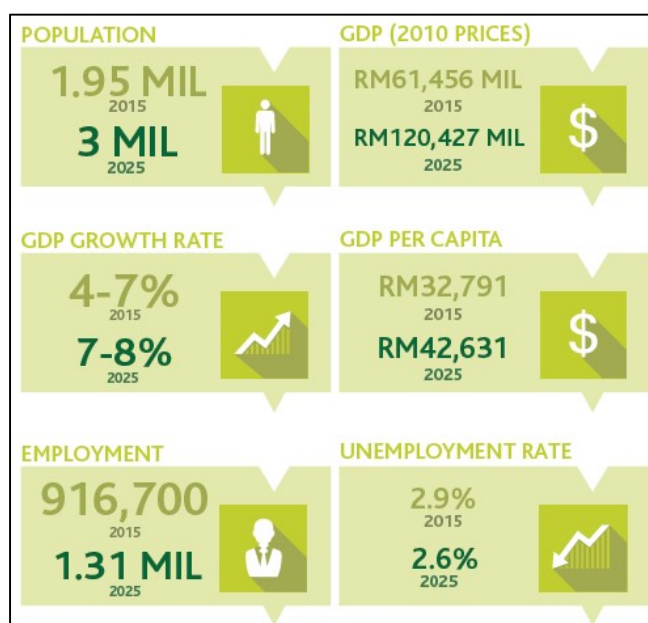 POPULATION
1.95 MIL
2015
3 MIL
2025
GDP (2010 PRICES)
RM61,456 MIL
2015
RM120,427 MIL
2025
$
GDP GROWTH RATE
4-7%
2015
7-8%
2025
GDP PER CAPITA
RM32,791
2015
RM42,631
2025
$
EMPLOYMENT
916,700
2015
1.31 MIL
2025
UNEMPLOYMENT RATE
2.9%
2015
2.6%
2025